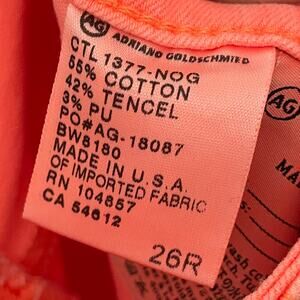 AG ADRIANO GOLDSCHMIED
CTL 1377-NOG
55% COTTON
42% TENCEL
3% PU
PO#AG-18087
BW8180
MADE IN U.S.A.
OF IMPORTED FABRIC
RN 104857
CA 54612
26R
AG